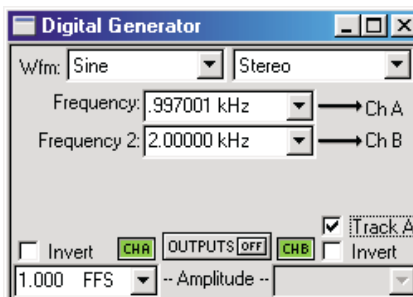 Digital Generator
Wfm: Sine Stereo
Frequency: .997001 kHz Ch A
Frequency 2: 2.00000 kHz Ch B
Track A
Invert CHA OUTPUTS OFF CHB Invert
1.000 FFS -- Amplitude --